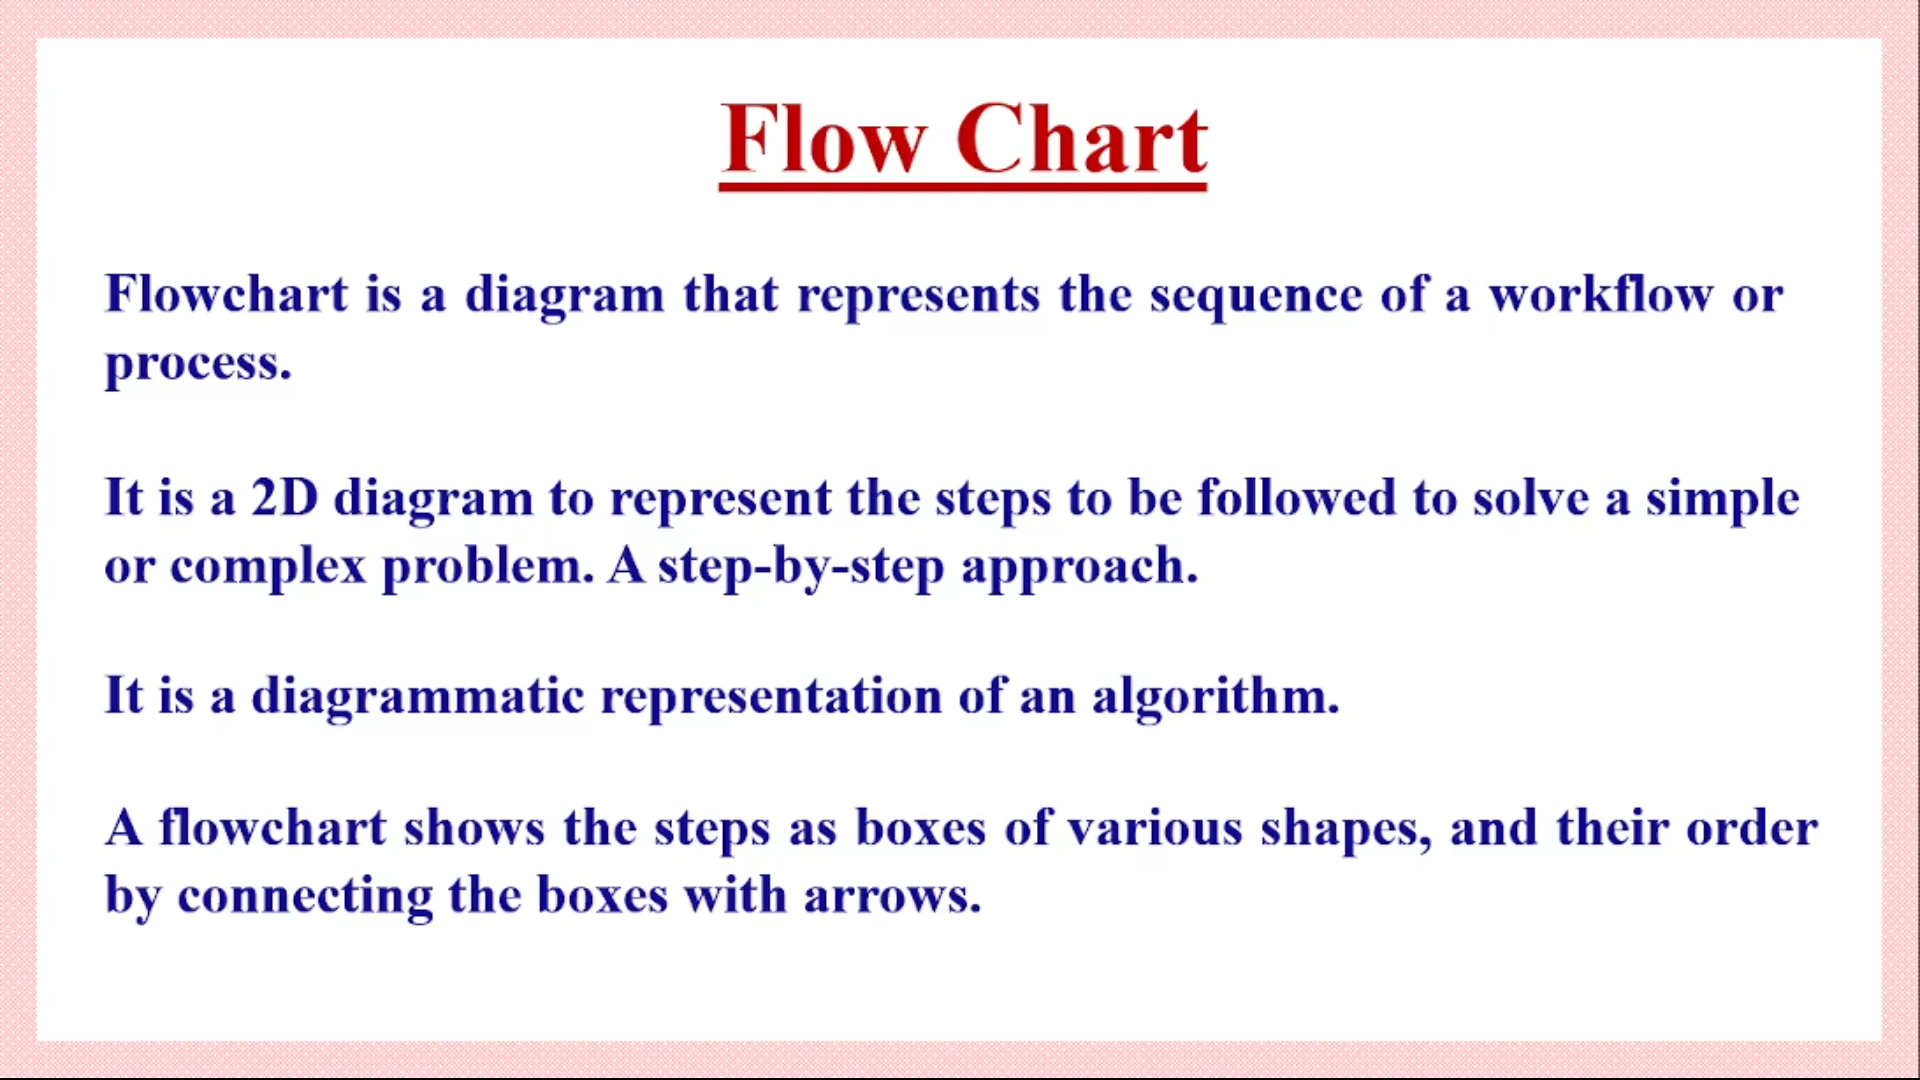 Flow Chart
Flowchart is a diagram that represents the sequence of a workflow or
process.
It is a 2D diagram to represent the steps to be followed to solve a simple
or complex problem. A step-by-step approach.
It is a diagrammatic representation of an algorithm.
A flowchart shows the steps as boxes of various shapes, and their order
by connecting the boxes with arrows.